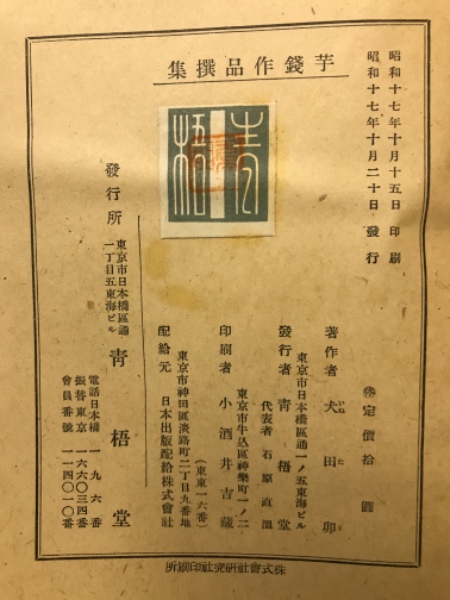 昭和十七年十月十五日 印刷
昭和十七年十月二十日 發行
芋錢作品撰集
青梧
定價拾圓
著作者 犬田卯
いぬ た
東京市日本橋區通一ノ五東海ビル
發行者 青梧堂
代表者 石原直溫
東京市牛込區神樂町一ノ二
印刷者 小酒井吉藏
(東東一六番)
東京市神田區淡路町二丁目九番地
配給元 日本出版配給株式會社
發行所 東京市日本橋區通一丁目五東海ビル 青梧堂
電話日本橋 一九六番
振替東京 一六六〇三四番
會員番號 一一四〇一〇番
株式會社研究社印刷所